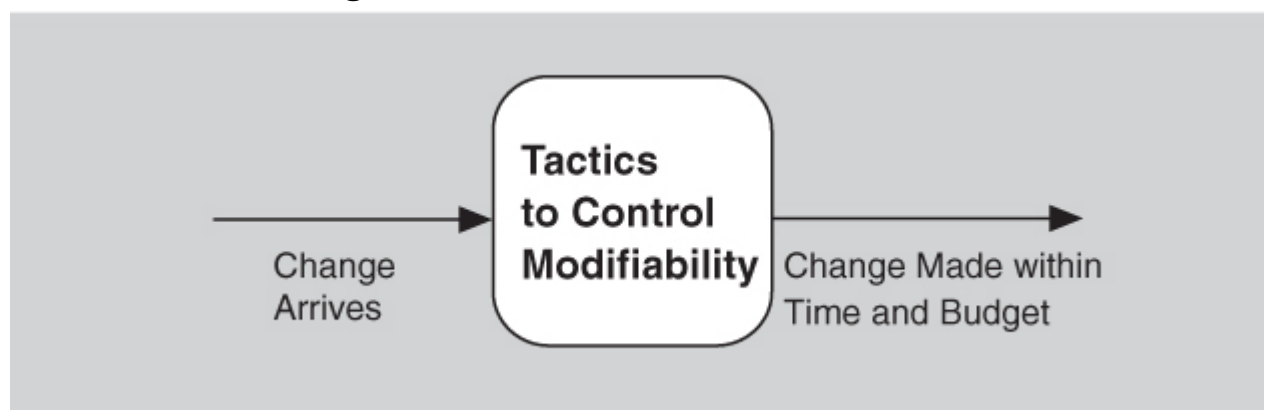 Tactics
to Control
Modifiability
Change
Arrives
Change Made within
Time and Budget